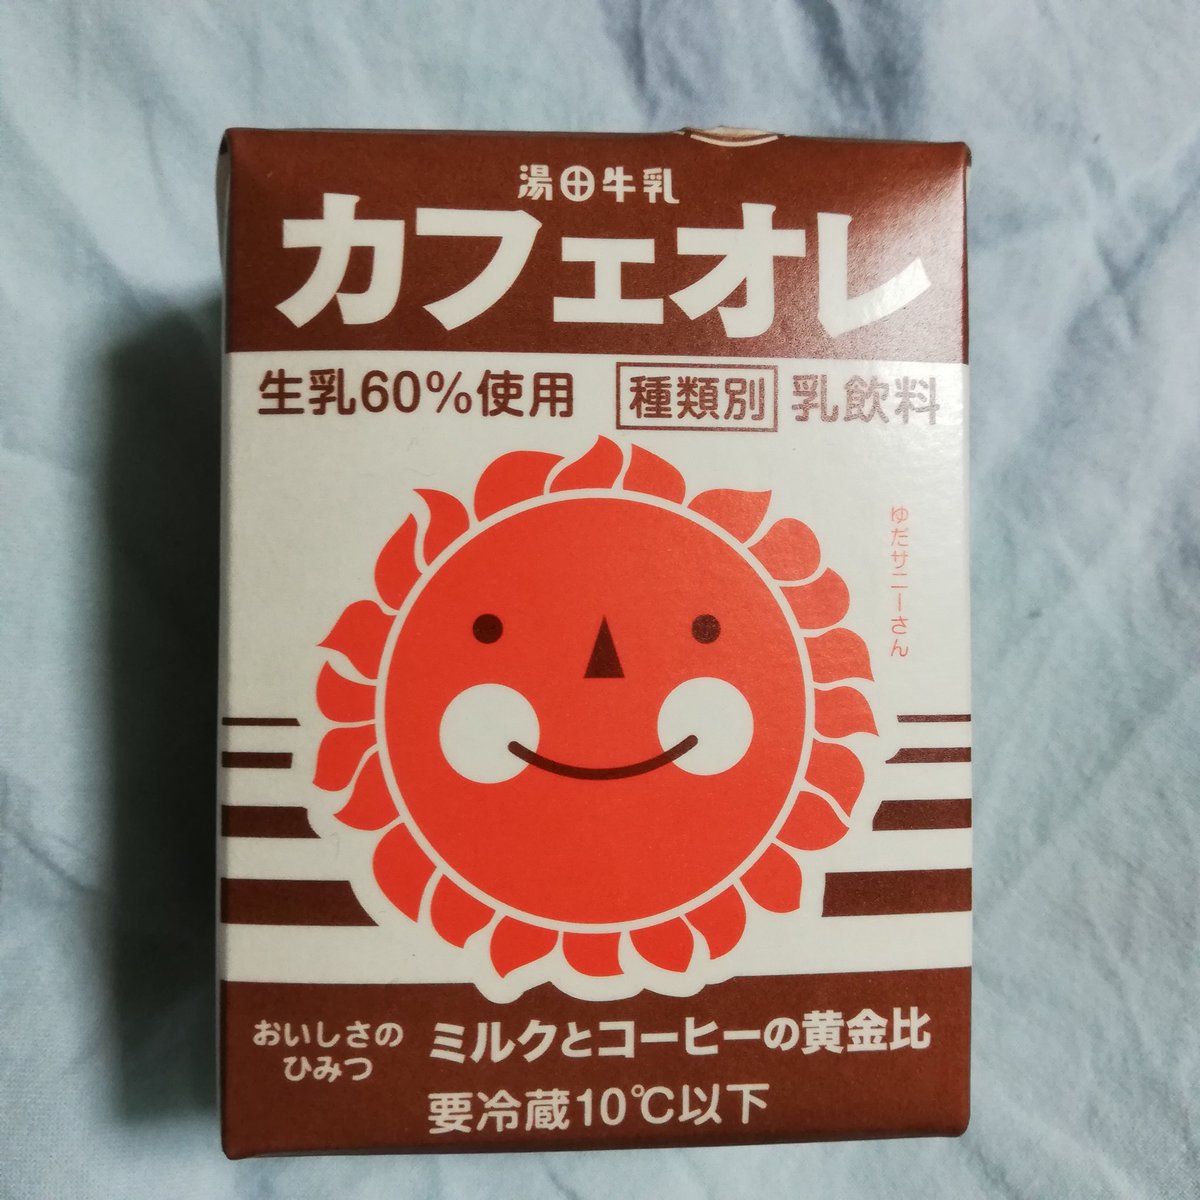 湯田牛乳
カフェオレ
生乳60%使用 種類別 乳飲料
ゆだサニーさん
おいしさの
ひみつ
ミルクとコーヒーの黄金比
要冷蔵10℃以下